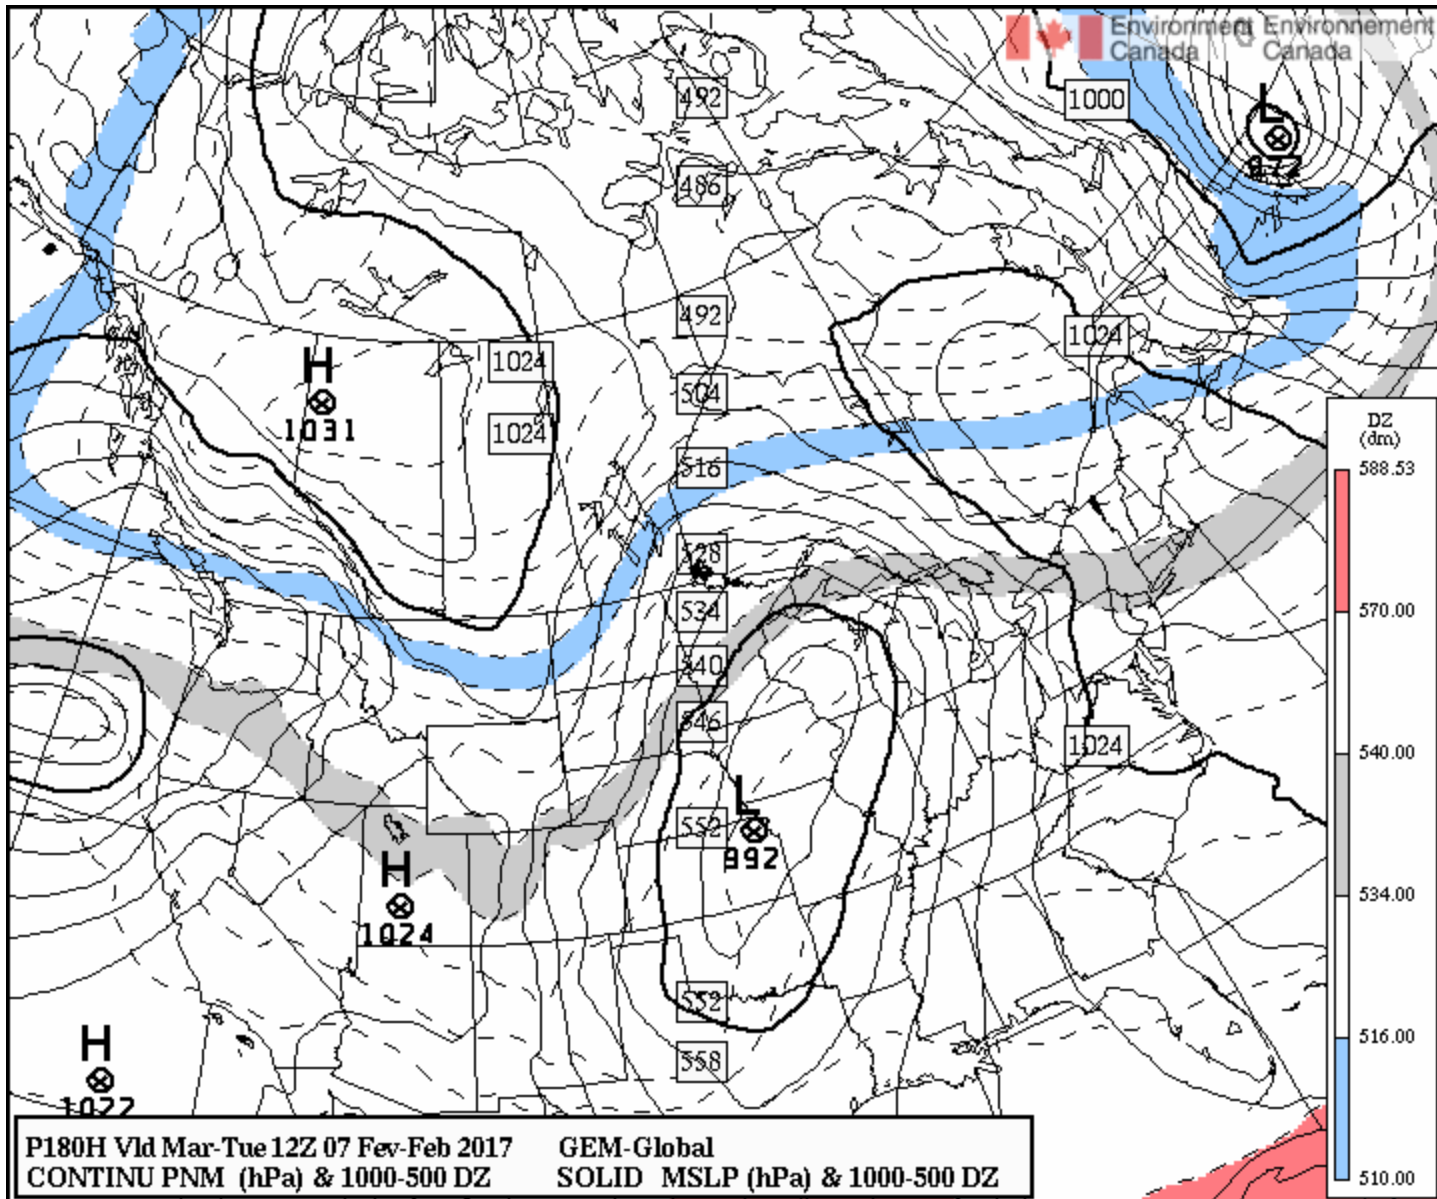 Environment Environnement
Canada Canada
L
972
492
1000
486
492
1024
H
1031
1024
1024
504
516
528
534
540
546
1024
L
992
552
H
1024
552
558
H
1022
DZ
(dm)
588.53
570.00
540.00
534.00
516.00
510.00
P180H Vld Mar-Tue 12Z 07 Fev-Feb 2017 GEM-Global
CONTINU PNM (hPa) & 1000-500 DZ SOLID MSLP (hPa) & 1000-500 DZ